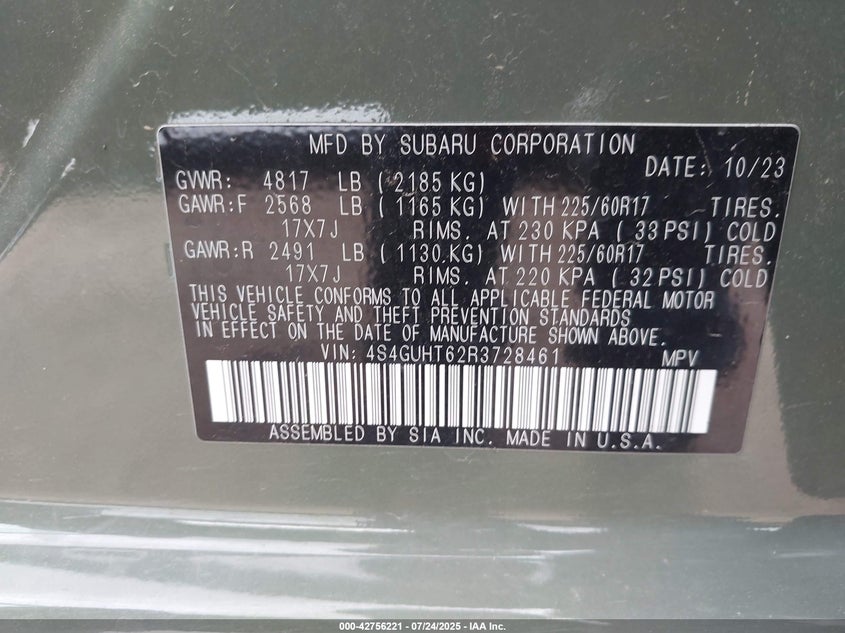 MFD BY SUBARU CORPORATION
DATE: 10/23
GVWR: 4817 LB ( 2185 KG)
GAWR:F 2568 LB ( 1165 KG) WITH 225/60R17 TIRES.
17X7J RIMS. AT 230 KPA ( 33 PSI) COLD
GAWR:R 2491 LB ( 1130 KG) WITH 225/60R17 TIRES.
17X7J RIMS. AT 220 KPA ( 32 PSI) COLD
THIS VEHICLE CONFORMS TO ALL APPLICABLE FEDERAL MOTOR
VEHICLE SAFETY AND THEFT PREVENTION STANDARDS
IN EFFECT ON THE DATE OF MANUFACTURE SHOWN ABOVE.
VIN: 4S4GUHT62R3728461 MPV
ASSEMBLED BY SIA INC. MADE IN U.S.A.
000-42756221 - 07/24/2025 - IAA Inc.